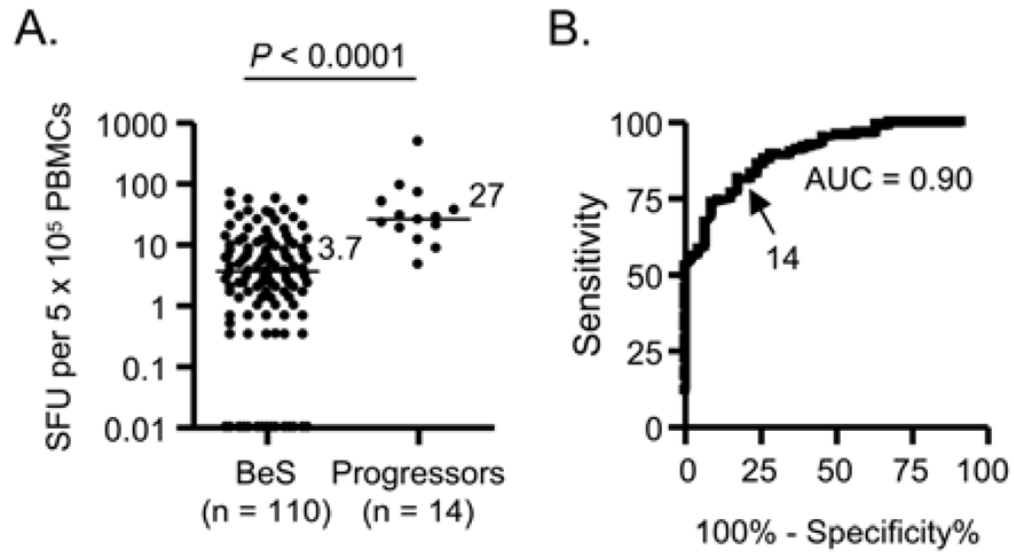 A.
P < 0.0001
SFU per 5 x 10⁵ PBMCs
1000
100
10
1
0.1
0.01
3.7
27
BeS
(n = 110)
Progressors
(n = 14)
B.
Sensitivity
100
75
50
25
0
AUC = 0.90
14
0
25
50
75
100
100% - Specificity%